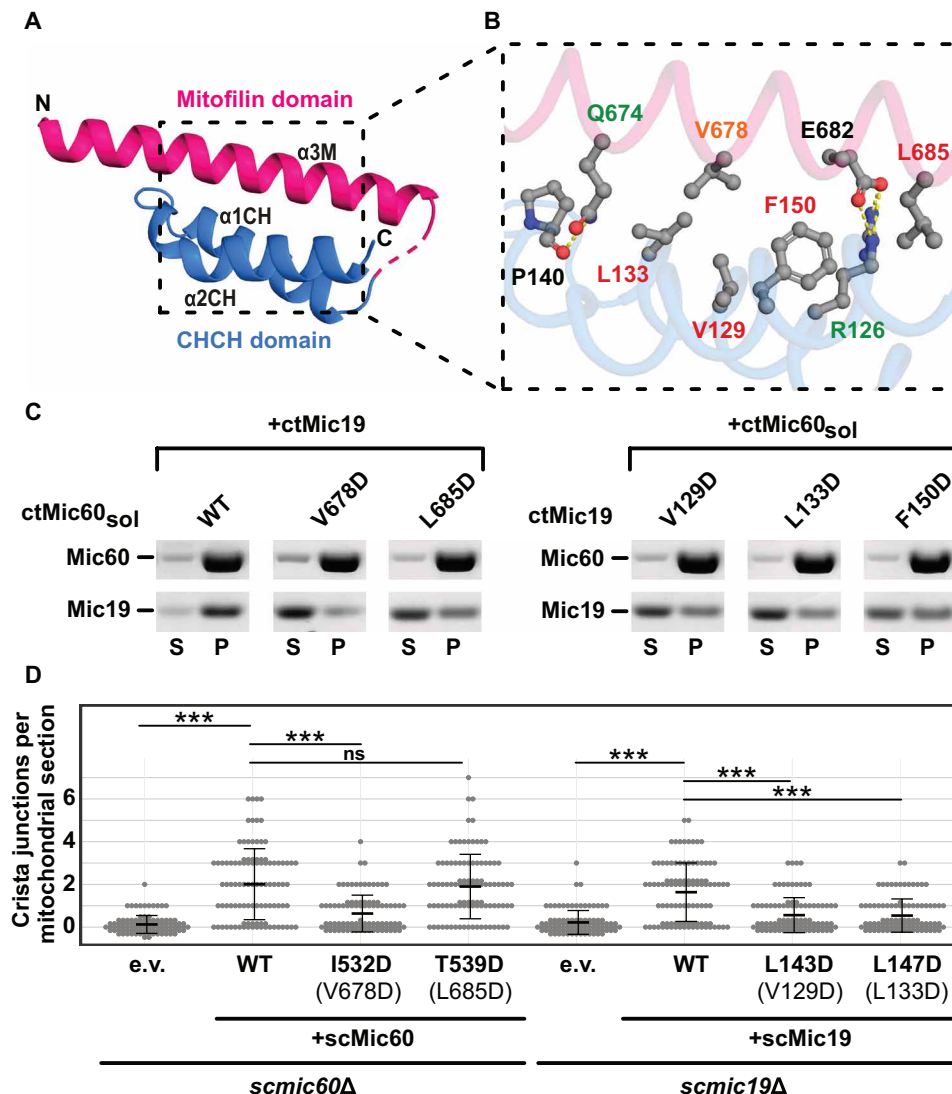 A
B
N
Mitofilin domain
α3M
α1CH
C
α2CH
CHCH domain
Q674
V678
E682
L685
F150
P140
L133
V129
R126
C
+ctMic19
+ctMic60sol
ctMic60sol
WT
V678D
L685D
ctMic19
V129D
L133D
F150D
Mic60
Mic60
Mic19
Mic19
S P S P S P S P S P S P
D
Crista junctions per
mitochondrial section
***
***
ns
***
***
***
6
4
2
0
e.v. WT I532D T539D e.v. WT L143D L147D
(V678D) (L685D) (V129D) (L133D)
+scMic60 +scMic19
scmic60Δ scmic19Δ